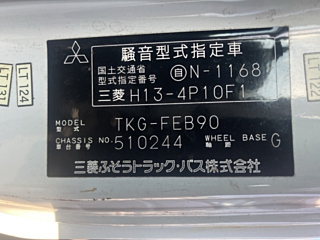 騒音型式指定車
国土交通省
型式指定番号 自N-1168
三菱 H13-4P10F1
MODEL
型式 TKG-FEB90
CHASSIS NO. 510244 WHEEL BASE G
車台番号 軸距
三菱ふそうトラック・バス株式会社
LT124